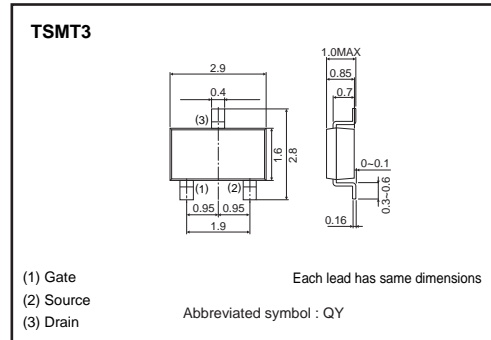 TSMT3
1.0MAX
2.9
0.85
0.4
0.7
(3)
1.6
2.8
0~0.1
(1)
(2)
0.3~0.6
0.95
0.95
0.16
1.9
(1) Gate
Each lead has same dimensions
(2) Source
(3) Drain
Abbreviated symbol : QY